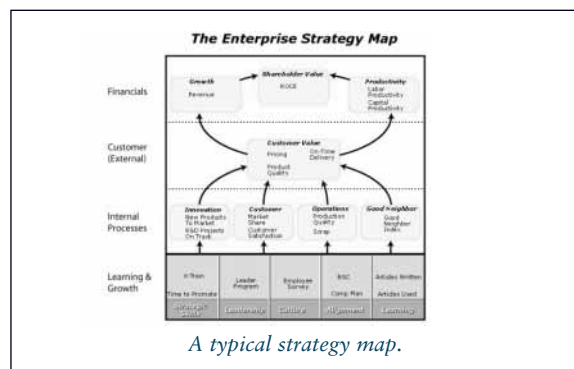 The Enterprise Strategy Map
Financials
Growth
Revenue
Shareholder Value
ROCE
Productivity
Labor
Productivity
Capital
Productivity
Customer
(External)
Customer Value
Pricing
On-Time
Delivery
Product
Quality
Internal
Processes
Innovation
New Products
To Market
R&D Projects
On Track
Customer
Market
Share
Customer
Satisfaction
Operations
Production
Quality
Scrap
Good Neighbor
Good
Neighbor
Index
Learning &
Growth
Time to Promote
Leader
Program
Employee
Survey
BSC
Comp Plan
Articles Written
Articles Used
Strategic
Skills
Leadership
Culture
Alignment
Learning
A typical strategy map.